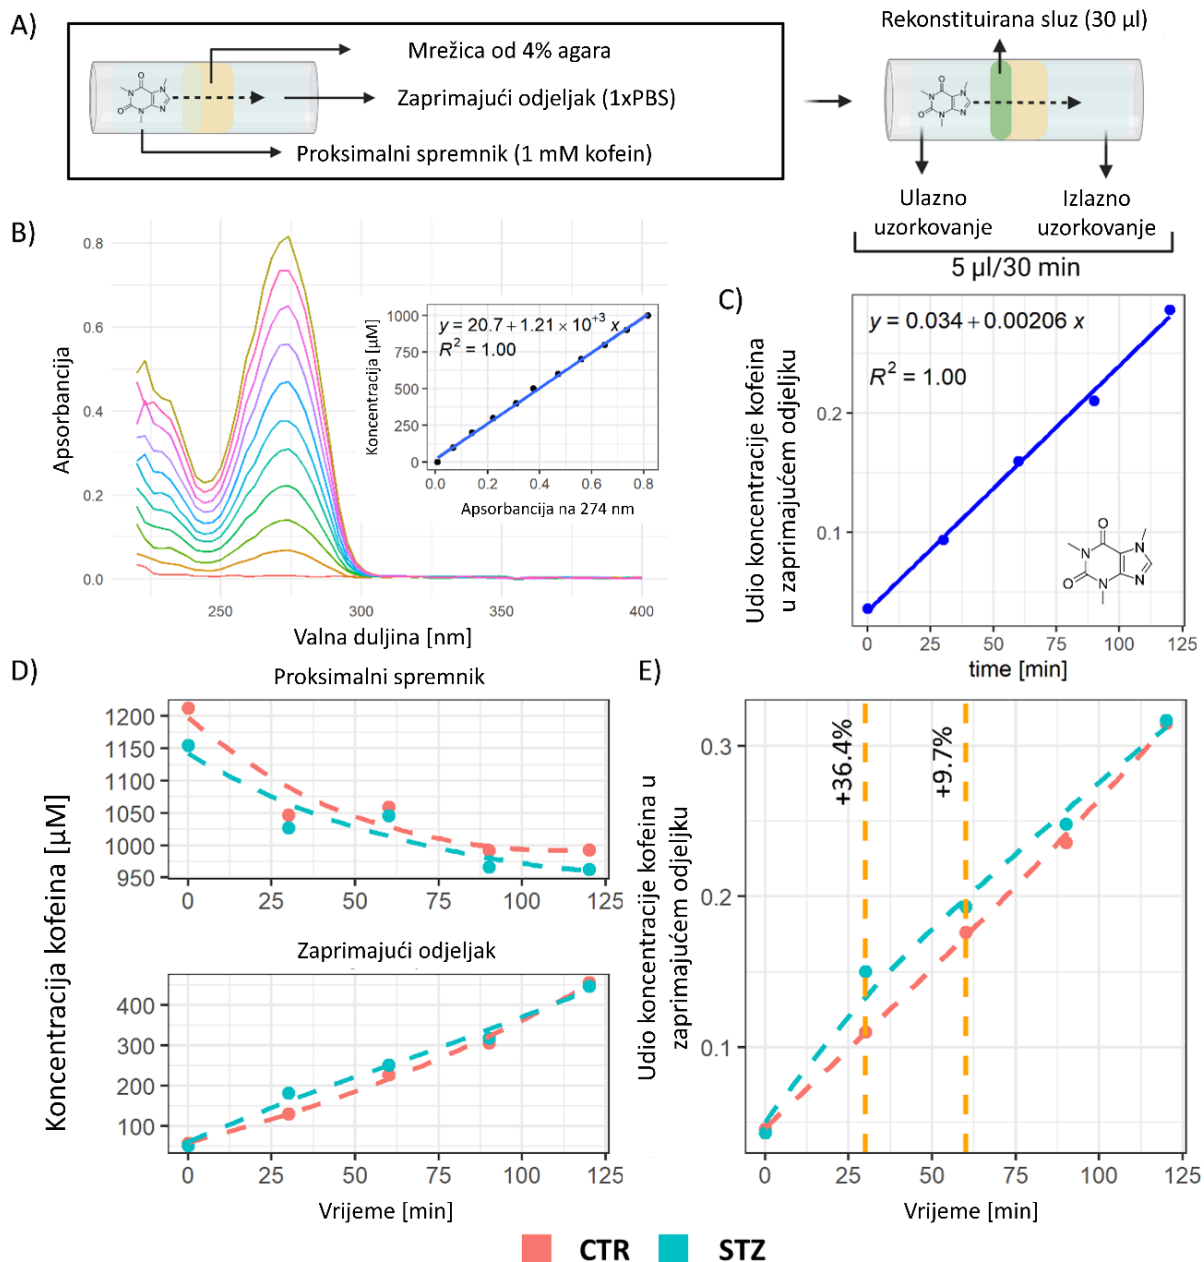 A)
Mrežica od 4% agara
Zaprimajući odjeljak (1xPBS)
Proksimalni spremnik (1 mM kofein)
Rekonstituirana sluz (30 µl)
Ulazno
uzorkovanje
Izlazno
uzorkovanje
5 µl/30 min
B)
Apsorbancija
0.8
0.6
0.4
0.2
0.0
250
300
350
400
Valna duljina [nm]
Koncentracija [µM]
1000
750
500
250
0
y = 20.7 + 1.21 × 10⁺³ x
R² = 1.00
0.0
0.2
0.4
0.6
0.8
Apsorbancija na 274 nm
C)
Udio koncentracije kofeina
u zaprimajućem odjeljku
y = 0.034 + 0.00206 x
R² = 1.00
0.2
0.1
O
N
N
O
N
N
0
25
50
75
100
125
time [min]
D)
Proksimalni spremnik
Koncentracija kofeina [µM]
1200
1150
1100
1050
1000
950
0
25
50
75
100
125
Zaprimajući odjeljak
400
300
200
100
0
25
50
75
100
125
Vrijeme [min]
E)
Udio koncentracije kofeina u
zaprimajućem odjeljku
+36.4%
+9.7%
0.3
0.2
0.1
0
25
50
75
100
125
Vrijeme [min]
CTR
STZ